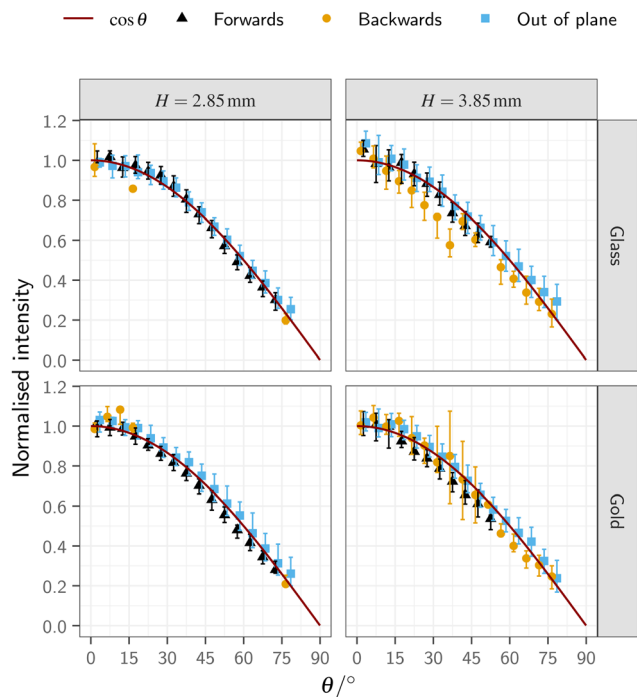 cos θ Forwards Backwards Out of plane
H = 2.85 mm H = 3.85 mm
1.2
1.0
0.8
0.6
0.4
0.2
0.0
Glass
1.2
1.0
0.8
0.6
0.4
0.2
0.0
Gold
Normalised intensity
0 15 30 45 60 75 90 0 15 30 45 60 75 90
θ/°